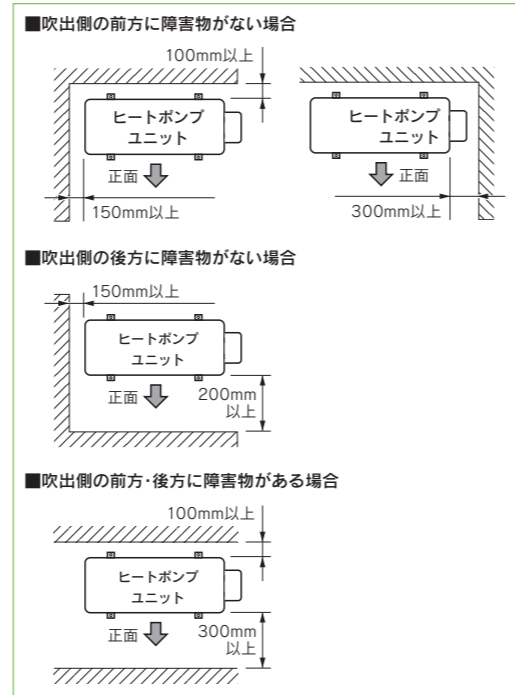 ■吹出側の前方に障害物がない場合
100mm以上
ヒートポンプ
ユニット
正面
150mm以上
ヒートポンプ
ユニット
正面
300mm以上
■吹出側の後方に障害物がない場合
150mm以上
ヒートポンプ
ユニット
正面
200mm
以上
■吹出側の前方・後方に障害物がある場合
100mm以上
ヒートポンプ
ユニット
正面
300mm
以上